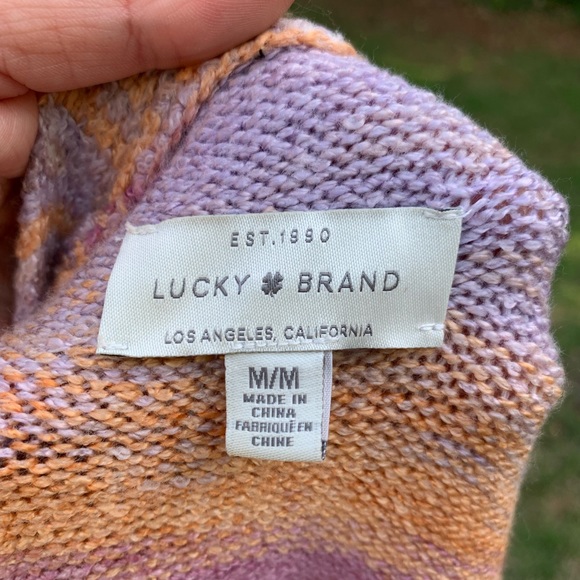 EST.1990
LUCKY BRAND
LOS ANGELES, CALIFORNIA
M/M
MADE IN
CHINA
FABRIQUÉ EN
CHINE